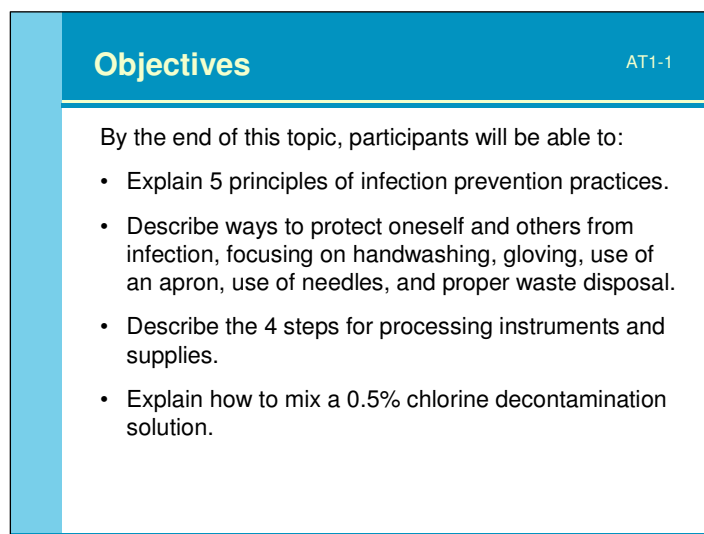 Objectives AT1-1
By the end of this topic, participants will be able to:
• Explain 5 principles of infection prevention practices.
• Describe ways to protect oneself and others from
infection, focusing on handwashing, gloving, use of
an apron, use of needles, and proper waste disposal.
• Describe the 4 steps for processing instruments and
supplies.
• Explain how to mix a 0.5% chlorine decontamination
solution.